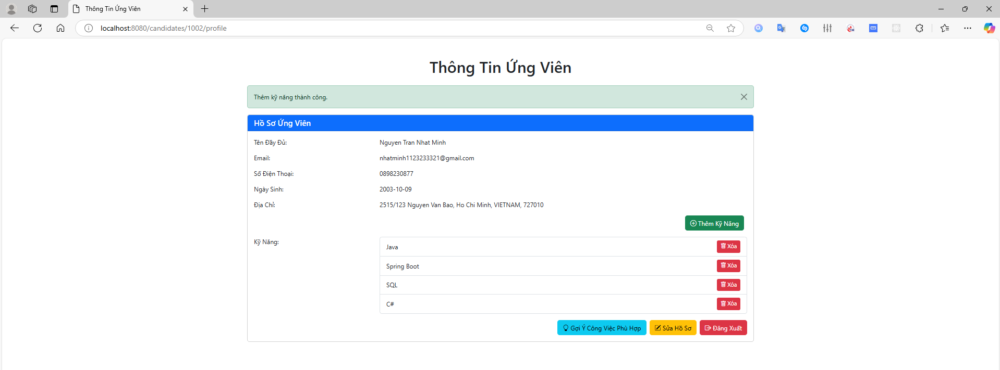 Thông Tin Ứng Viên
localhost:8080/candidates/1002/profile
Thông Tin Ứng Viên
Thêm kỹ năng thành công.
Hồ Sơ Ứng Viên
Tên Đầy Đủ: Nguyen Tran Nhat Minh
Email: nhatminh1123233321@gmail.com
Số Điện Thoại: 0898230877
Ngày Sinh: 2003-10-09
Địa Chỉ: 2515/123 Nguyen Van Bao, Ho Chi Minh, VIETNAM, 727010
Thêm Kỹ Năng
Kỹ Năng:
Java Xóa
Spring Boot Xóa
SQL Xóa
C# Xóa
Gợi Ý Công Việc Phù Hợp Sửa Hồ Sơ Đăng Xuất